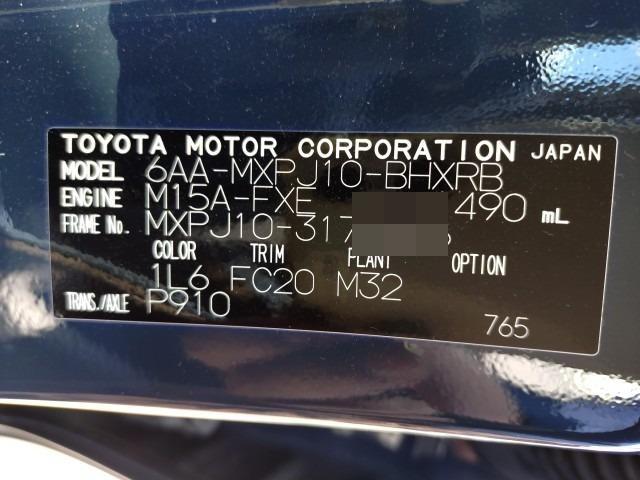 TOYOTA MOTOR CORPORATION JAPAN
MODEL 6AA-MXPJ10-BHXRB
ENGINE M15A-FXE 490 mL
FRAME No. MXPJ10-317
COLOR TRIM PLANT OPTION
1L6 FC20 M32
TRANS./AXLE P910
765